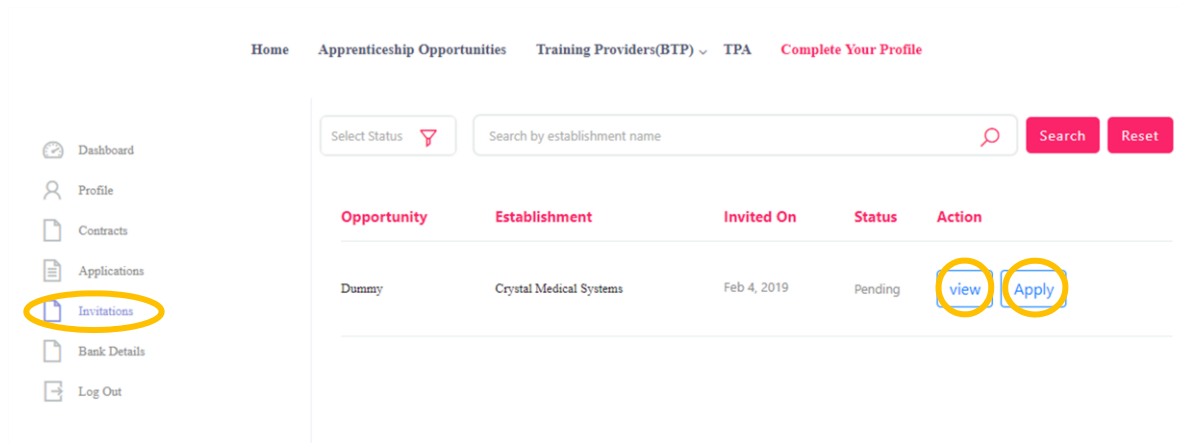 Home Apprenticeship Opportunities Training Providers(BTP) TPA Complete Your Profile
Dashboard
Profile
Contracts
Applications
Invitations
Bank Details
Log Out
Select Status Search by establishment name Search Reset
Opportunity Establishment Invited On Status Action
Dummy Crystal Medical Systems Feb 4, 2019 Pending view Apply